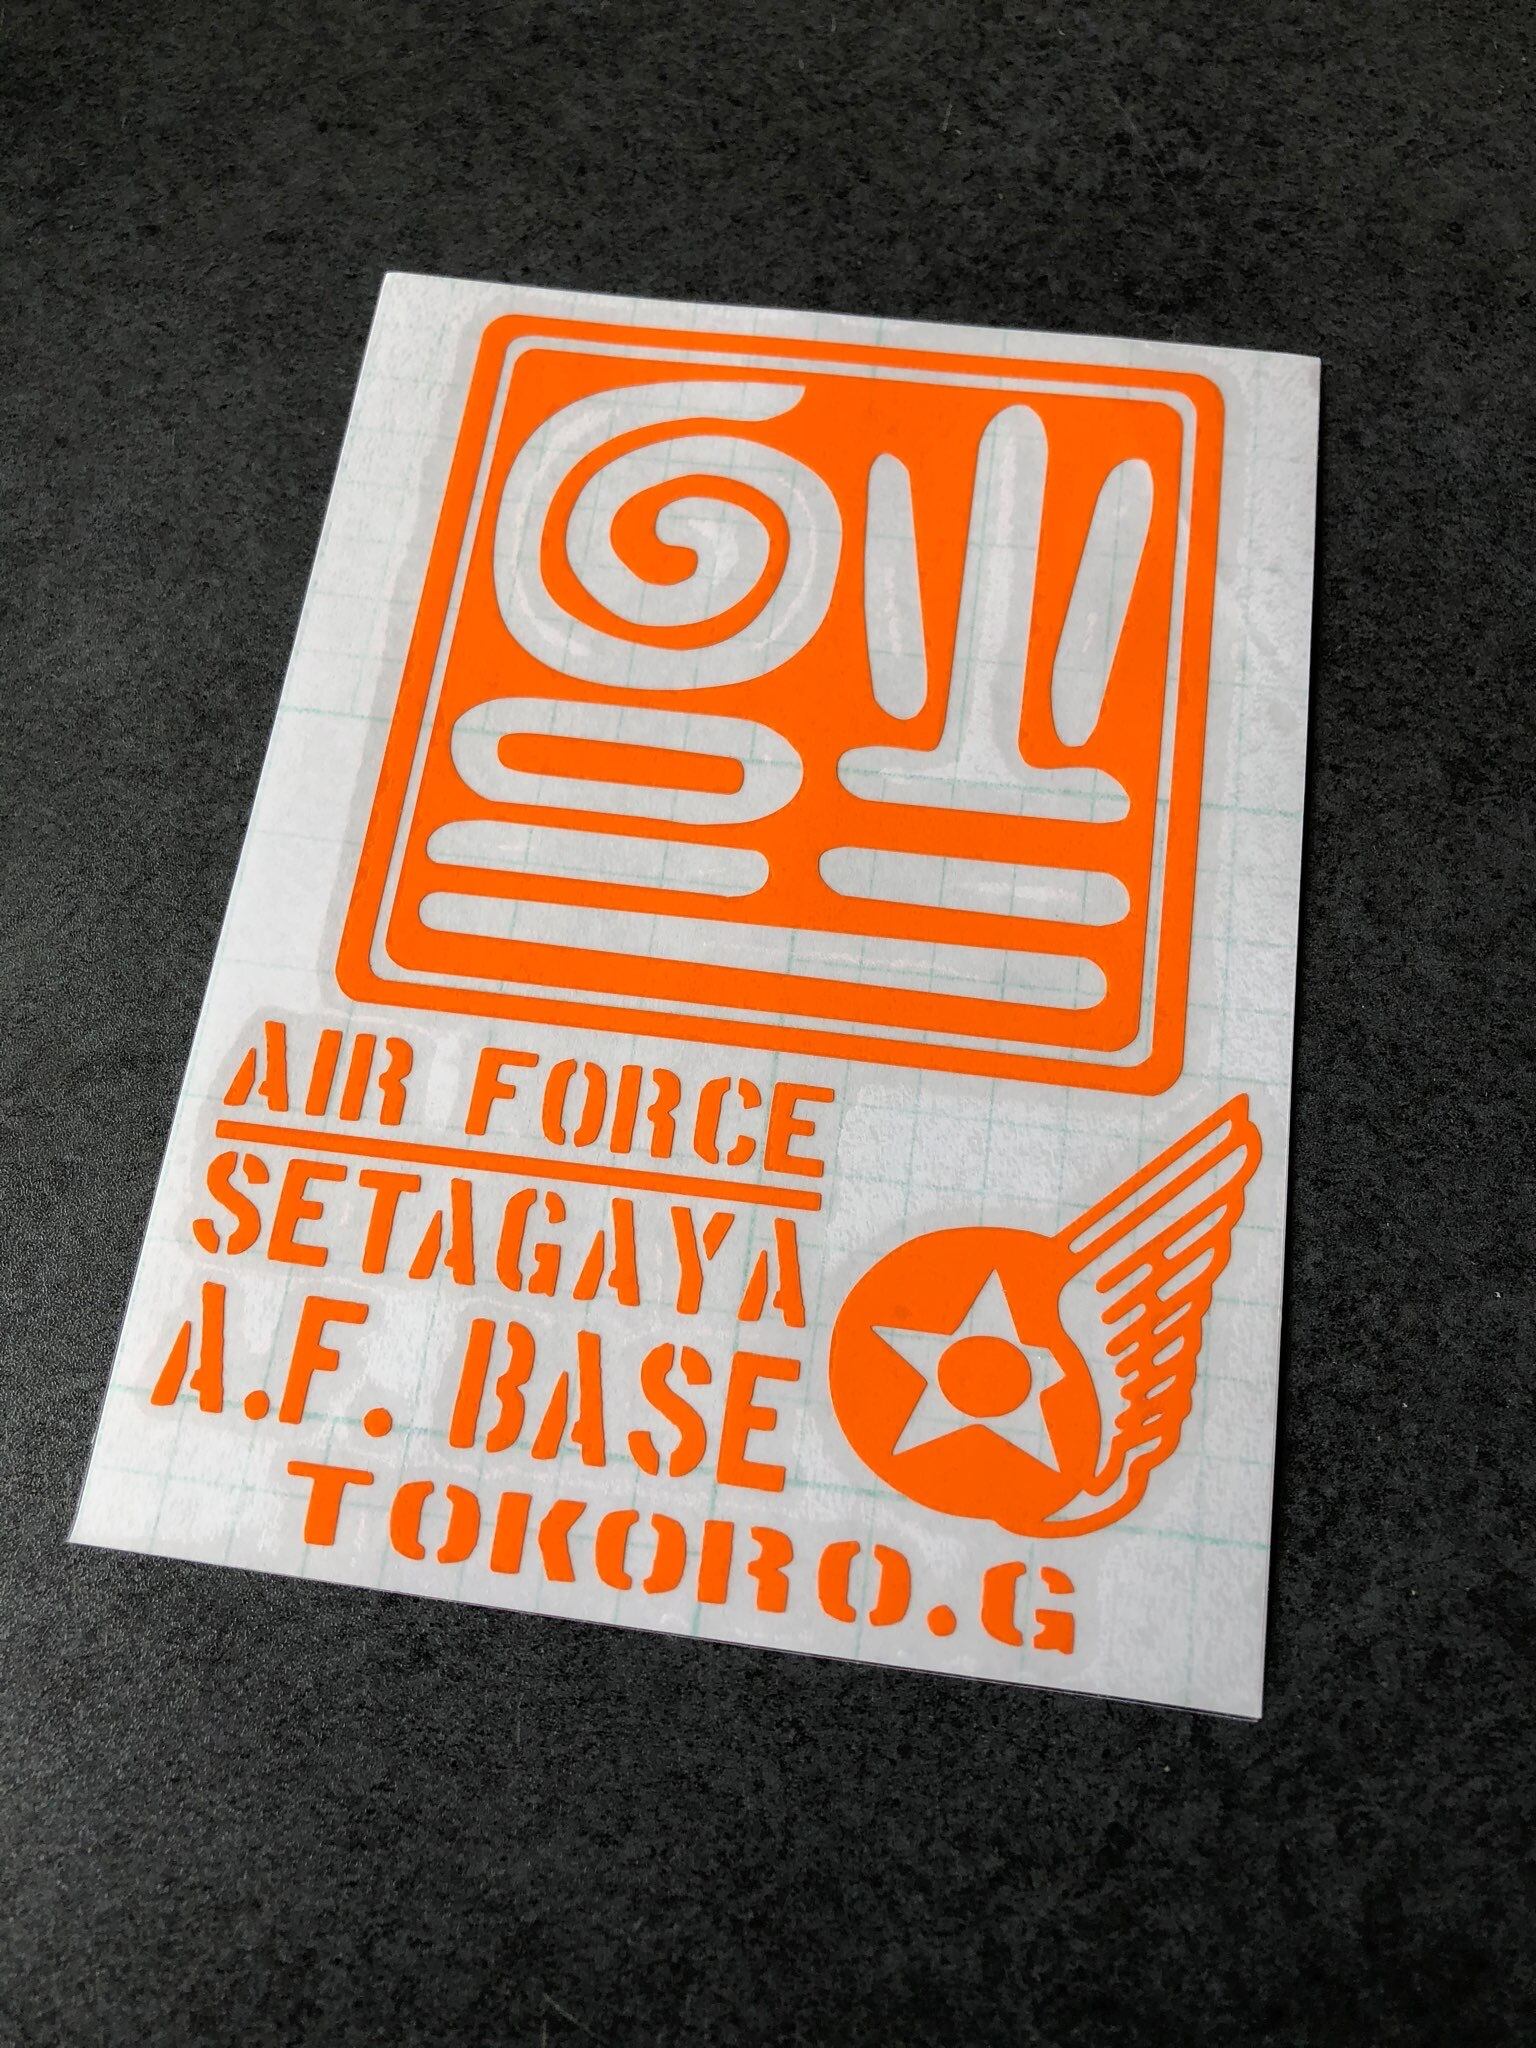 AIR FORCE
SETAGAYA
A.F. BASE
TOKORO.G